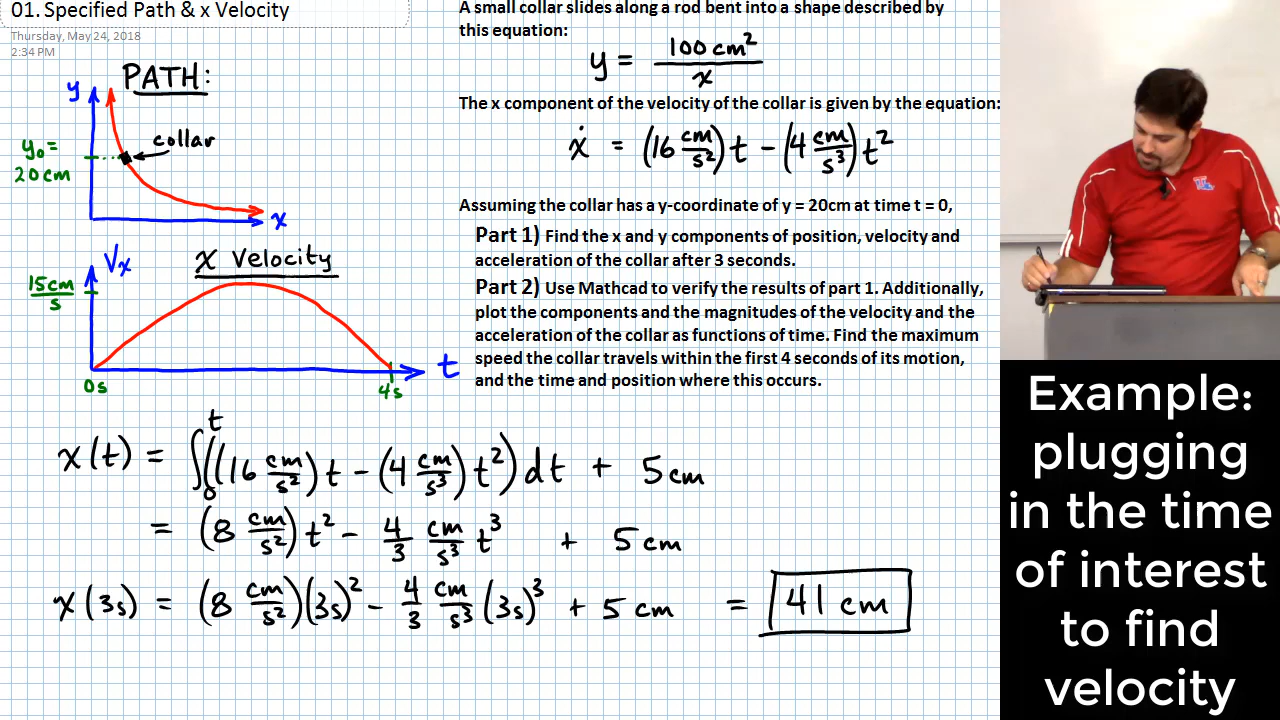 01. Specified Path & x Velocity
Thursday, May 24, 2018
2:34 PM
PATH:
y
collar
y₀ =
20cm
x
x Velocity
Vx
15cm/s
t
0s
4s
A small collar slides along a rod bent into a shape described by
this equation:
y = 100 cm²/x
The x component of the velocity of the collar is given by the equation:
ẋ = (16 cm/s²)t - (4 cm/s³)t²
Assuming the collar has a y-coordinate of y = 20cm at time t = 0,
Part 1) Find the x and y components of position, velocity and
acceleration of the collar after 3 seconds.
Part 2) Use Mathcad to verify the results of part 1. Additionally,
plot the components and the magnitudes of the velocity and the
acceleration of the collar as functions of time. Find the maximum
speed the collar travels within the first 4 seconds of its motion,
and the time and position where this occurs.
x(t) = ∫₀ᵗ((16 cm/s²)t - (4 cm/s³)t²)dt + 5cm
= (8 cm/s²)t² - 4/3 cm/s³ t³ + 5cm
x(3s) = (8 cm/s²)(3s)² - 4/3 cm/s³ (3s)³ + 5 cm = 41 cm
Example:
plugging
in the time
of interest
to find
velocity